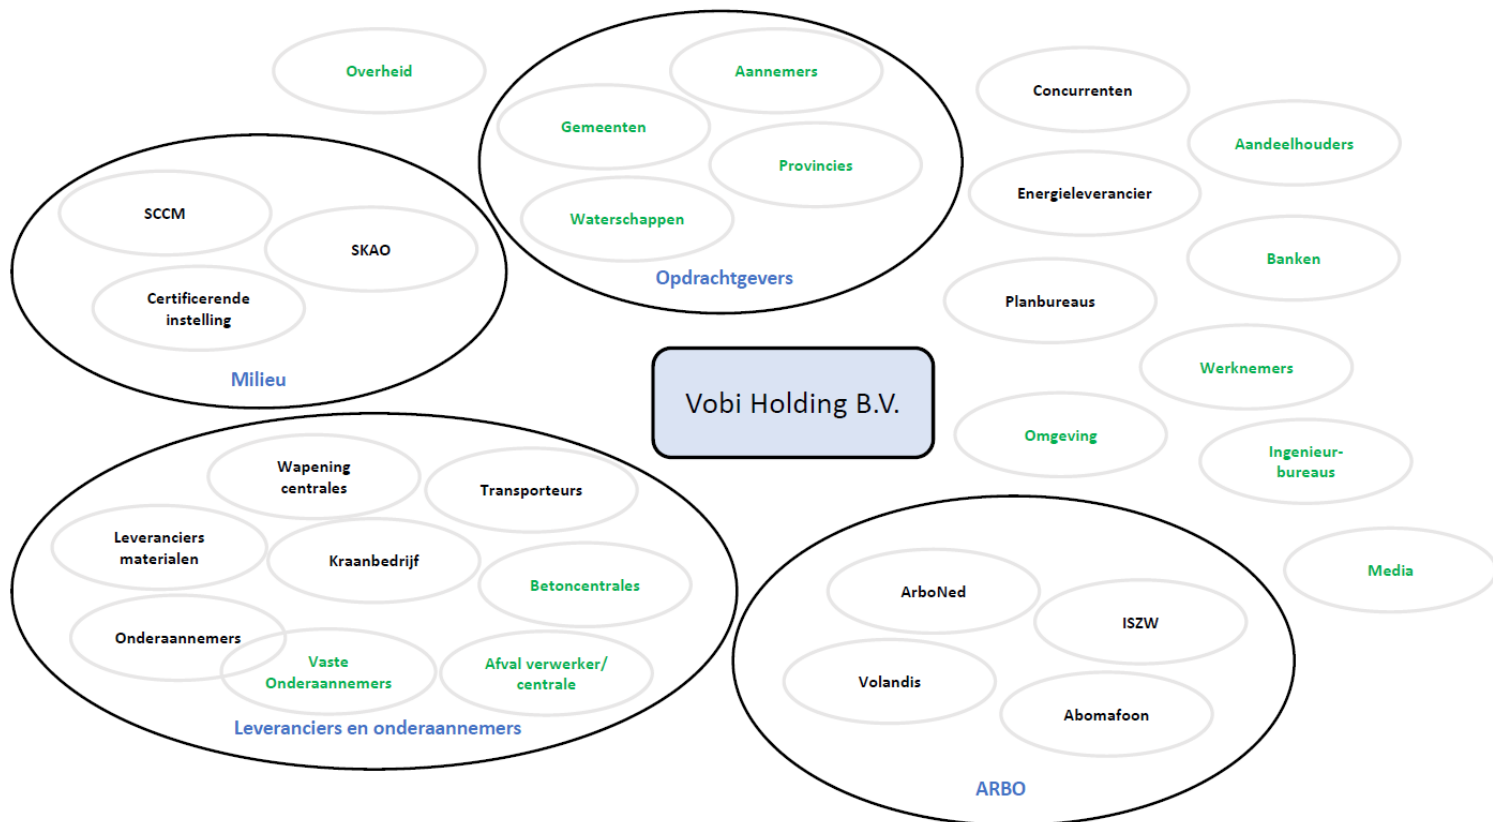 Overheid
Aannemers
Gemeenten
Provincies
Waterschappen
Opdrachtgevers
Concurrenten
Aandeelhouders
Energieleverancier
Banken
Planbureaus
Werknemers
Omgeving
Ingenieur-
bureaus
Media
SCCM
SKAO
Certificerende
instelling
Milieu
Vobi Holding B.V.
Wapening
centrales
Transporteurs
Leveranciers
materialen
Kraanbedrijf
Betoncentrales
Onderaannemers
Vaste
Onderaannemers
Afval verwerker/
centrale
Leveranciers en onderaannemers
ArboNed
ISZW
Volandis
Abomafoon
ARBO